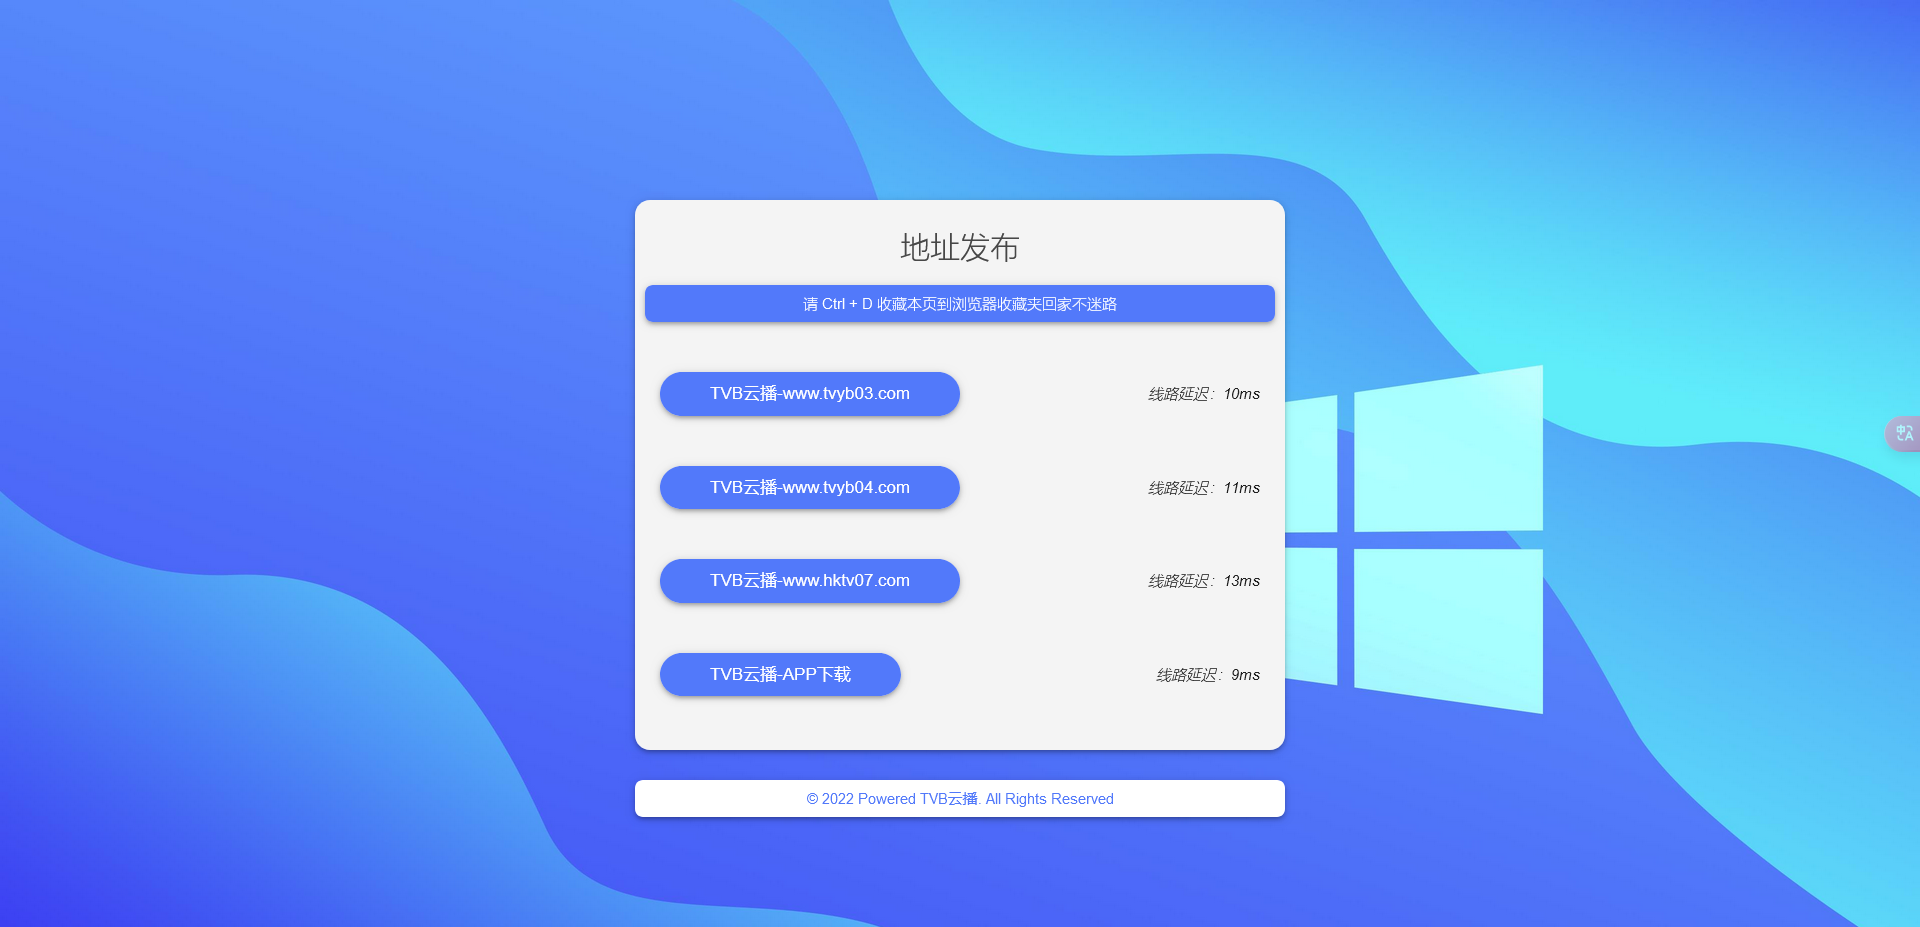 地址发布
请 Ctrl + D 收藏本页到浏览器收藏夹回家不迷路
TVB云播-www.tvyb03.com 线路延迟：10ms
TVB云播-www.tvyb04.com 线路延迟：11ms
TVB云播-www.hktv07.com 线路延迟：13ms
TVB云播-APP下载 线路延迟：9ms
© 2022 Powered TVB云播. All Rights Reserved